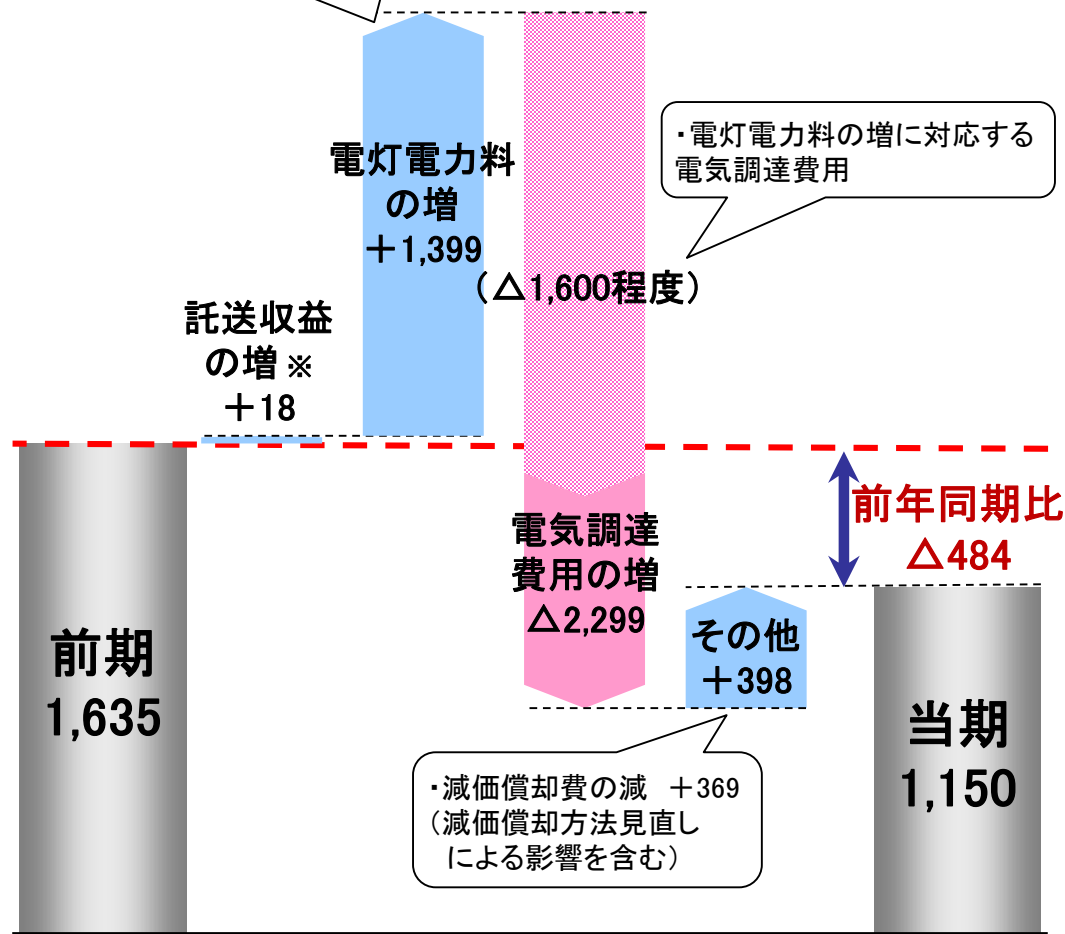 ・電灯電力料の増に対応する
電気調達費用
電灯電力料
の増
＋1,399
（△1,600程度）
託送収益
の増※
＋18
前年同期比
△484
電気調達
費用の増
△2,299
その他
＋398
前期
1,635
当期
1,150
・減価償却費の減　＋369
（減価償却方法見直し
による影響を含む）